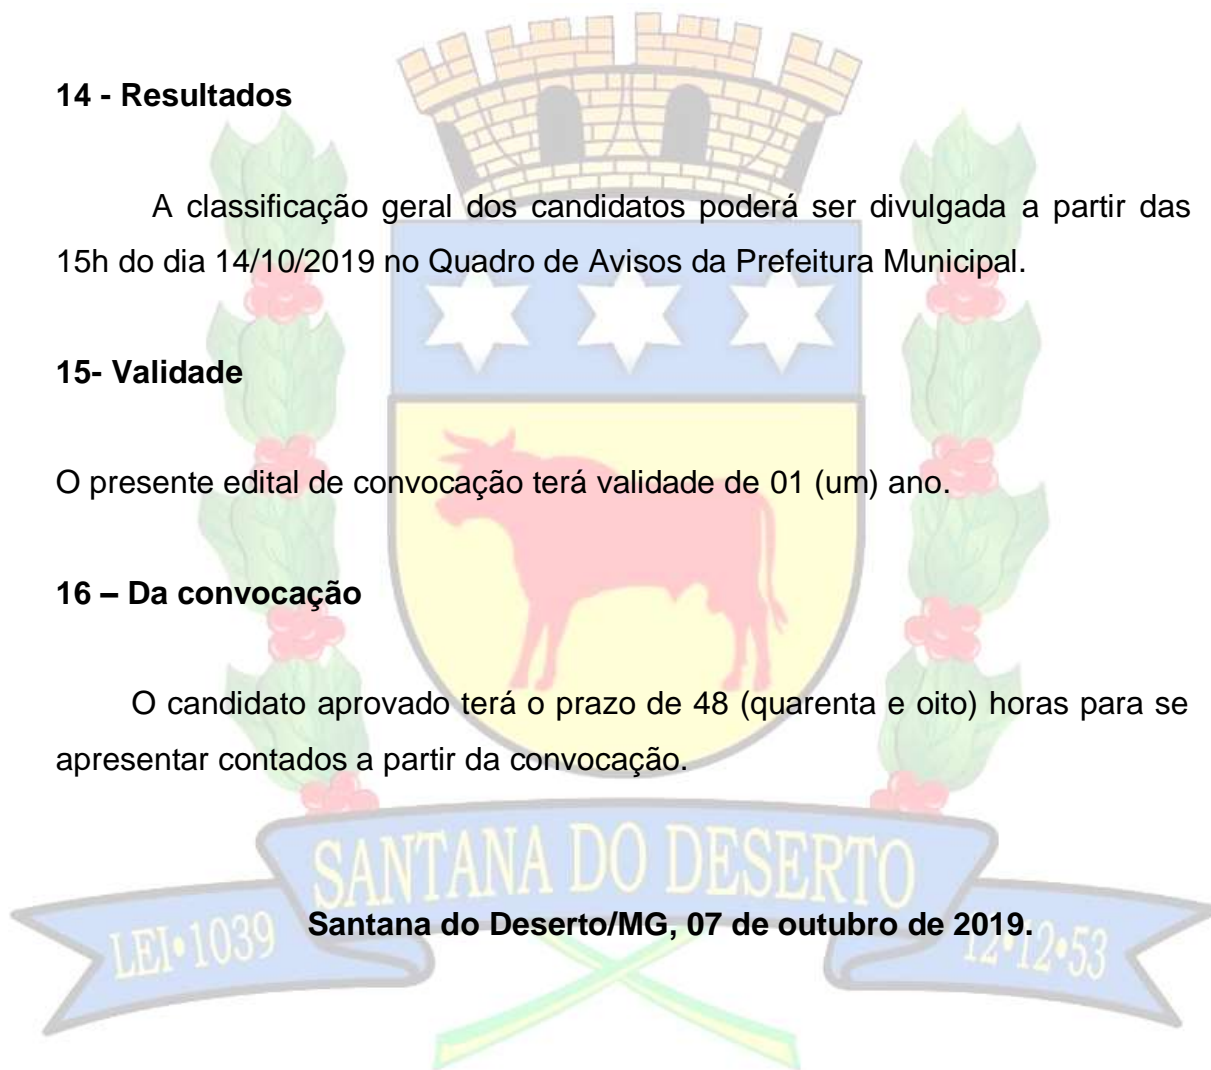 14 - Resultados
A classificação geral dos candidatos poderá ser divulgada a partir das
15h do dia 14/10/2019 no Quadro de Avisos da Prefeitura Municipal.
15- Validade
O presente edital de convocação terá validade de 01 (um) ano.
16 – Da convocação
O candidato aprovado terá o prazo de 48 (quarenta e oito) horas para se
apresentar contados a partir da convocação.
SANTANA DO DESERTO
Santana do Deserto/MG, 07 de outubro de 2019.
LEI•1039
12•12•53